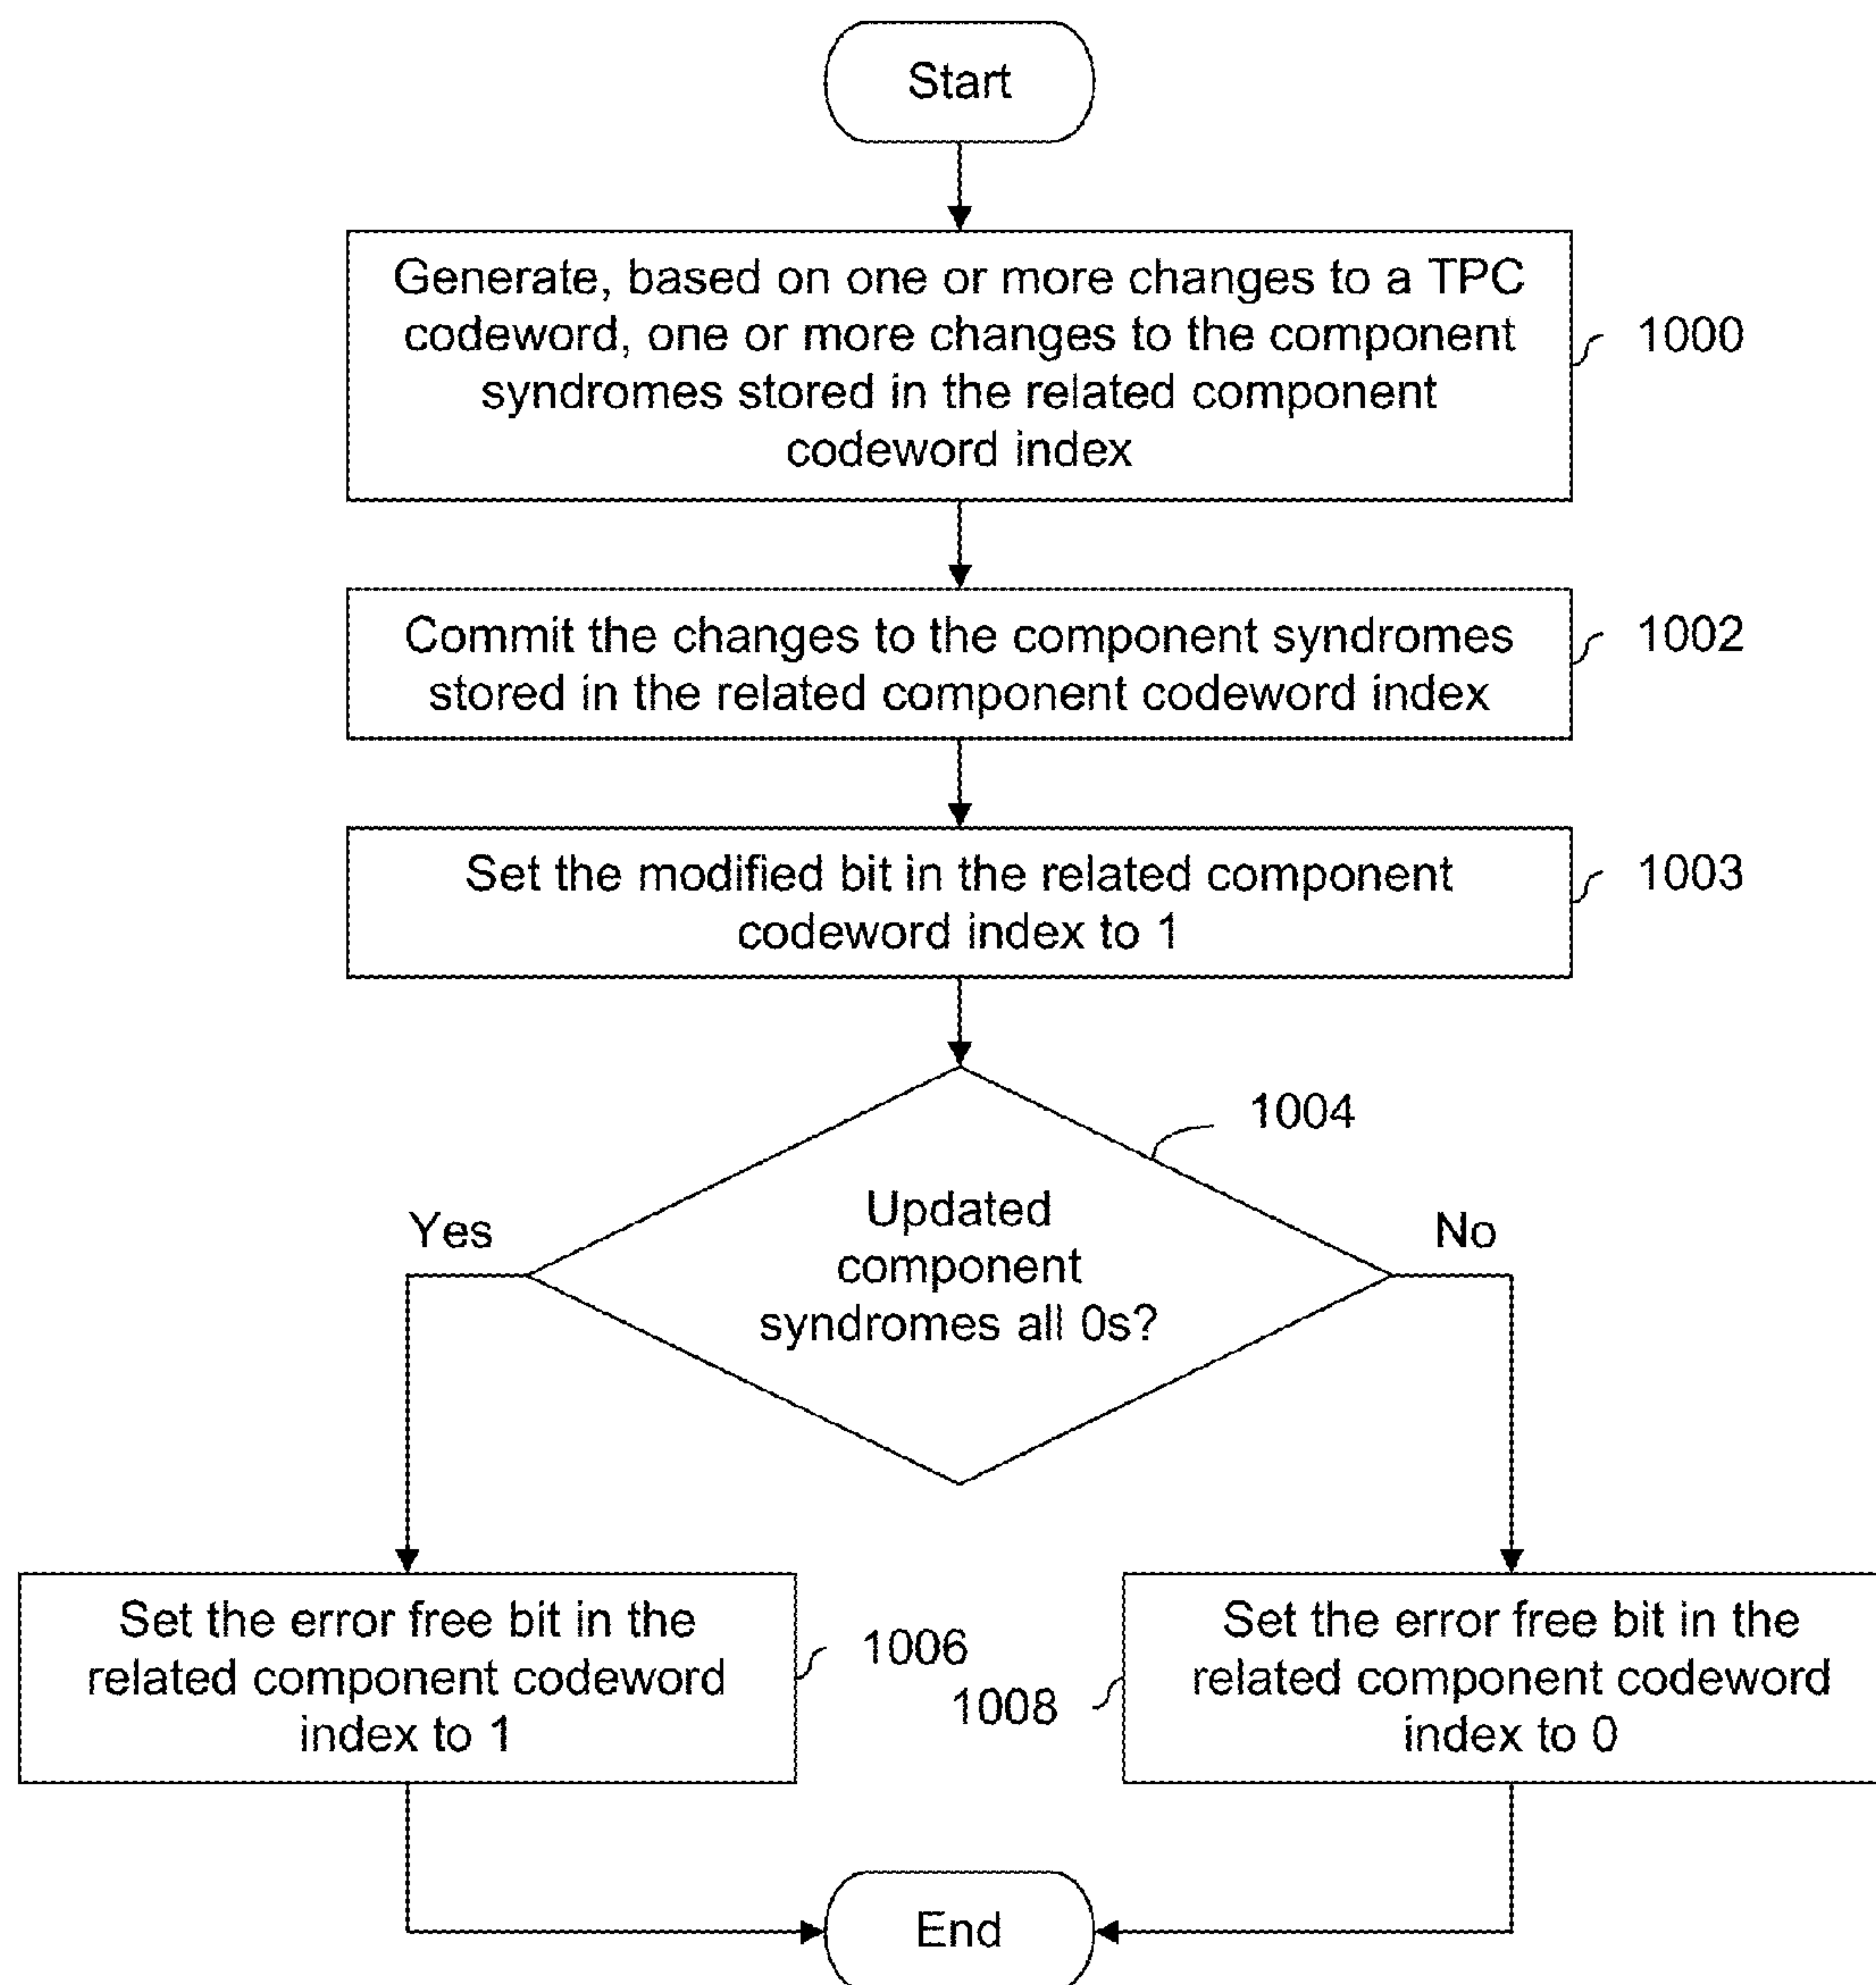 Start
Generate, based on one or more changes to a TPC
codeword, one or more changes to the component
syndromes stored in the related component
codeword index
1000
Commit the changes to the component syndromes
stored in the related component codeword index
1002
Set the modified bit in the related component
codeword index to 1
1003
1004
Updated
component
syndromes all 0s?
Yes
No
Set the error free bit in the
related component codeword
index to 1
1006
1008
Set the error free bit in the
related component codeword
index to 0
End